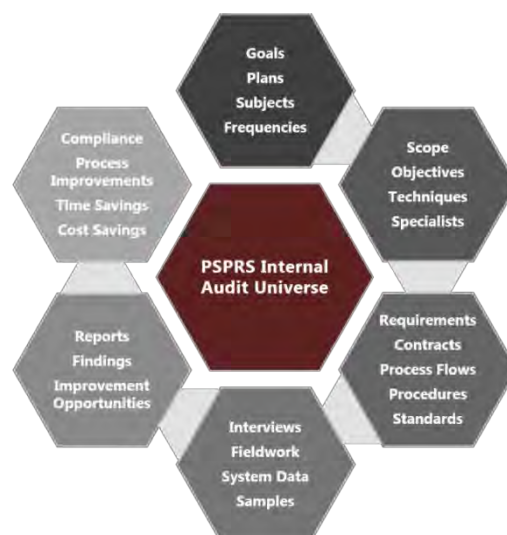 Goals
Plans
Subjects
Frequencies
Scope
Objectives
Techniques
Specialists
Requirements
Contracts
Process Flows
Procedures
Standards
Interviews
Fieldwork
System Data
Samples
Reports
Findings
Improvement
Opportunities
Compliance
Process
Improvements
Time Savings
Cost Savings
PSPRS Internal
Audit Universe